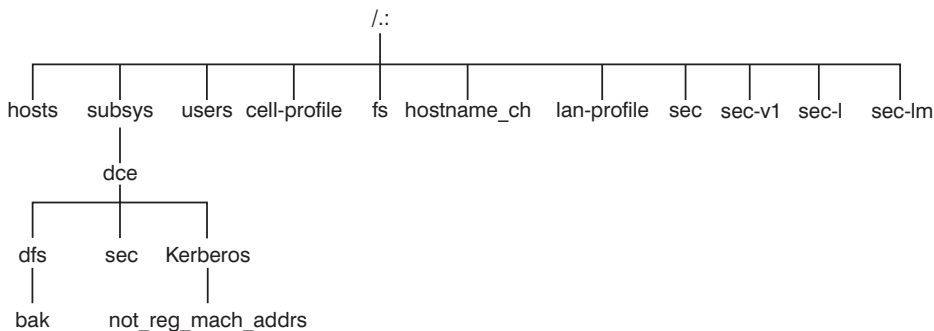 /.:
hosts subsys users cell-profile fs hostname_ch lan-profile sec sec-v1 sec-l sec-lm
dce
dfs sec Kerberos
bak not_reg_mach_addrs